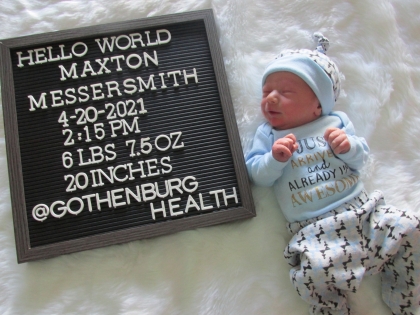 HELLO WORLD
MAXTON
MESSERSMITH
4-20-2021
2:15 PM
6 LBS 7.5 OZ
20 INCHES
@GOTHENBURG
HEALTH
JUST
ARRIVED
and
ALREADY
AWESOME